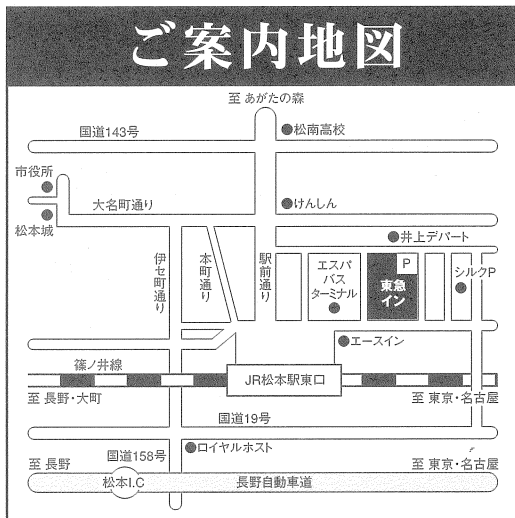 ご案内地図
至 あがたの森
国道143号
松南高校
市役所
大名町通り
けんしん
松本城
井上デパート
伊セ町通り
本町通り
駅前通り
エスパ
バス
ターミナル
P
東急
イン
シルクP
エースイン
篠ノ井線
JR松本駅東口
至 長野・大町
至 東京・名古屋
国道19号
国道158号
ロイヤルホスト
至 長野
至 東京・名古屋
松本I.C
長野自動車道